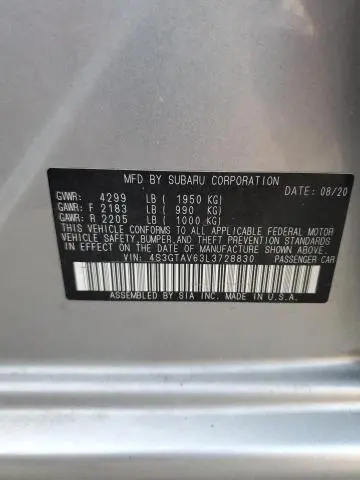 MFD BY SUBARU CORPORATION
DATE: 08/20
GVWR: 4299 LB ( 1950 KG)
GAWR: F 2183 LB ( 990 KG)
GAWR: R 2205 LB ( 1000 KG)
THIS VEHICLE CONFORMS TO ALL APPLICABLE FEDERAL MOTOR
VEHICLE SAFETY, BUMPER, AND THEFT PREVENTION STANDARDS
IN EFFECT ON THE DATE OF MANUFACTURE SHOWN ABOVE.
VIN: 4S3GTAV63L3728830 PASSENGER CAR
ASSEMBLED BY SIA INC. MADE IN U.S.A.